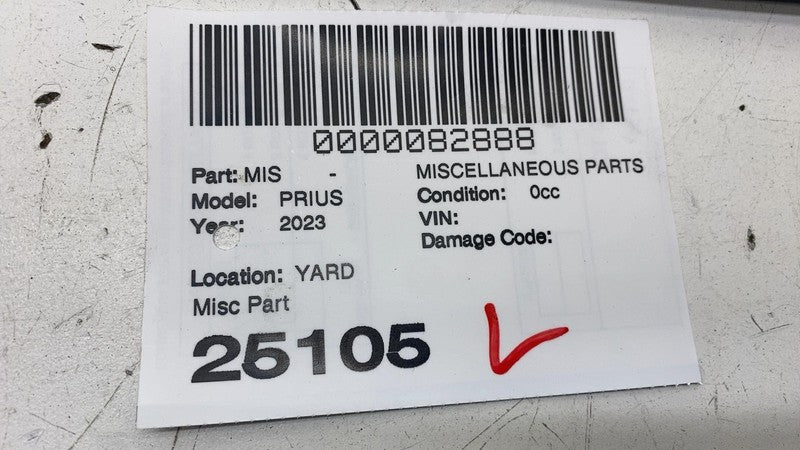 0000082888
Part: MIS - MISCELLANEOUS PARTS
Model: PRIUS Condition: 0cc
Year: 2023 VIN:
Damage Code:
Location: YARD
Misc Part
25105